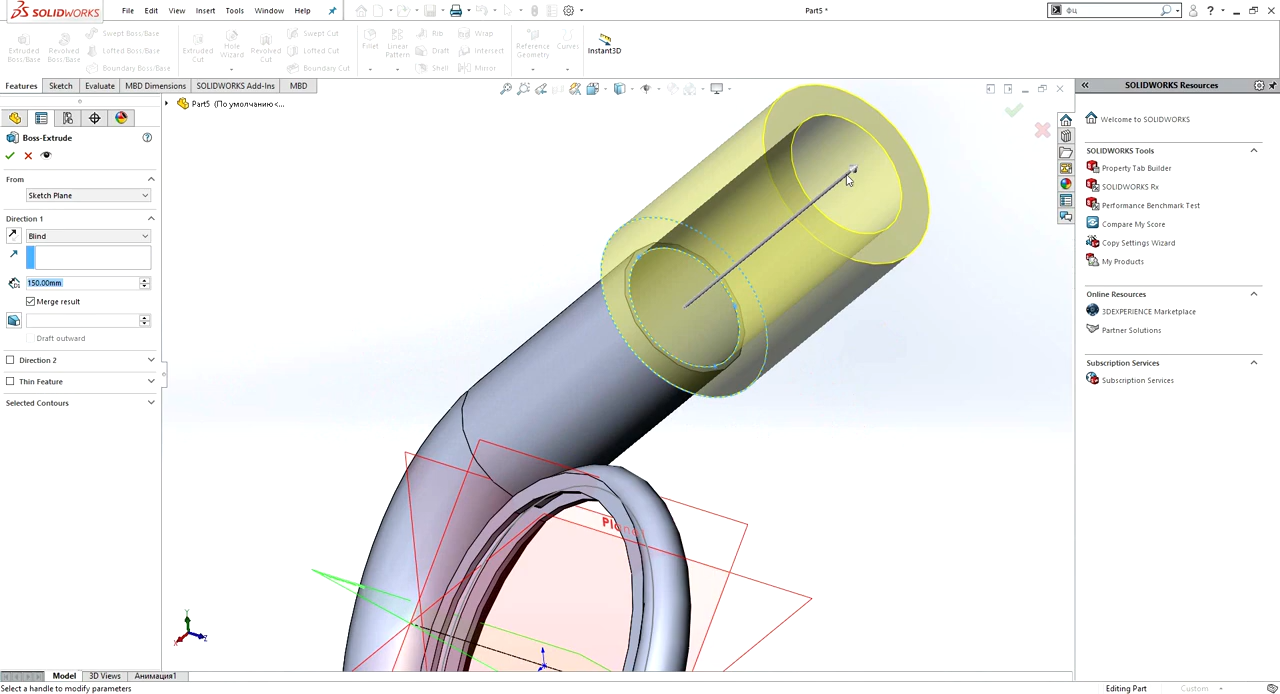 SOLIDWORKS
File Edit View Insert Tools Window Help
Part5 *
фц
Extruded Boss/Base
Revolved Boss/Base
Swept Boss/Base
Lofted Boss/Base
Boundary Boss/Base
Extruded Cut
Hole Wizard
Revolved Cut
Swept Cut
Lofted Cut
Boundary Cut
Fillet
Linear Pattern
Rib
Draft
Shell
Wrap
Intersect
Mirror
Reference Geometry
Curves
Instant3D
Features Sketch Evaluate MBD Dimensions SOLIDWORKS Add-Ins MBD
SOLIDWORKS Resources
Part5 (По умолчанию<...
Boss-Extrude
From
Sketch Plane
Direction 1
Blind
150.00mm
Merge result
Draft outward
Direction 2
Thin Feature
Selected Contours
Welcome to SOLIDWORKS
SOLIDWORKS Tools
Property Tab Builder
SOLIDWORKS Rx
Performance Benchmark Test
Compare My Score
Copy Settings Wizard
My Products
Online Resources
3DEXPERIENCE Marketplace
Partner Solutions
Subscription Services
Subscription Services
Y
X
Z
Model 3D Views Анимация1
Select a handle to modify parameters
Editing Part
Custom